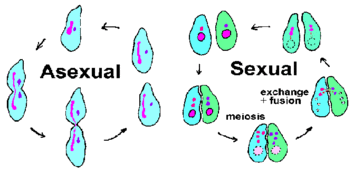 Asexual
Sexual
exchange
+ fusion
meiosis